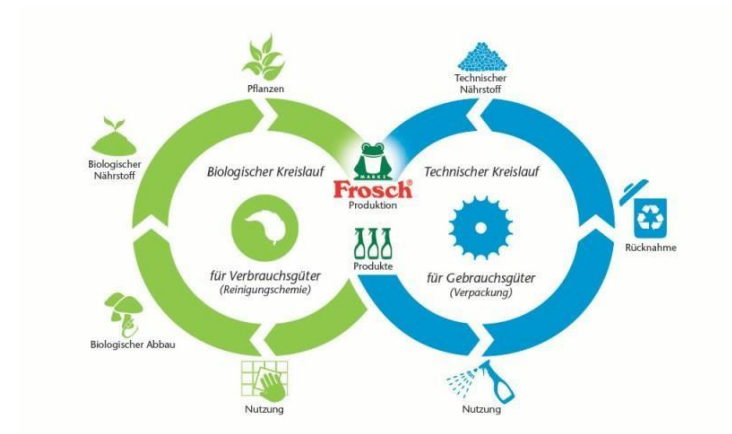 Pflanzen
Technischer
Nährstoff
Biologischer
Nährstoff
Biologischer Kreislauf
Technischer Kreislauf
MARKE
Frosch
Produktion
Rücknahme
Produkte
für Verbrauchsgüter
(Reinigungschemie)
für Gebrauchsgüter
(Verpackung)
Biologischer Abbau
Nutzung
Nutzung